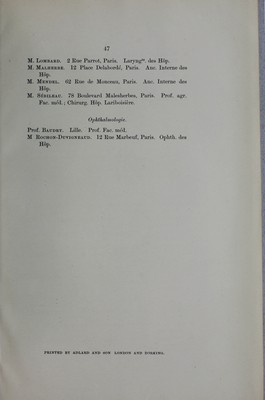 47
M. LOMBARD. 2 Rue Parrot, Paris. Laryngte. des Hôp.
M. MALHERBE. 12 Place Delaborde, Paris. Anc. Interne des
Hôp.
M. MENDEL. 62 Rue de Monceau, Paris. Anc. Interne des
Hôp.
M. SÉBILEAU. 78 Boulevard Malesherbes, Paris. Prof. agr.
Fac. méd.; Chirurg. Hôp. Lariboisière.
Ophthalmologie.
Prof. BAUDRY. Lille. Prof. Fac. méd.
M ROCHON-DUVIGNEAUD. 12 Rue Marbeuf, Paris. Ophth. des
Hôp.
PRINTED BY ADLARD AND SON LONDON AND DORKING.